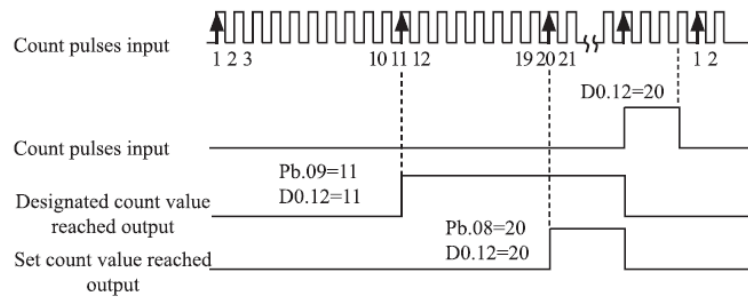 Count pulses input
1 2 3
10 11 12
19 20 21
1 2
D0.12=20
Count pulses input
Pb.09=11
D0.12=11
Designated count value
reached output
Pb.08=20
D0.12=20
Set count value reached
output